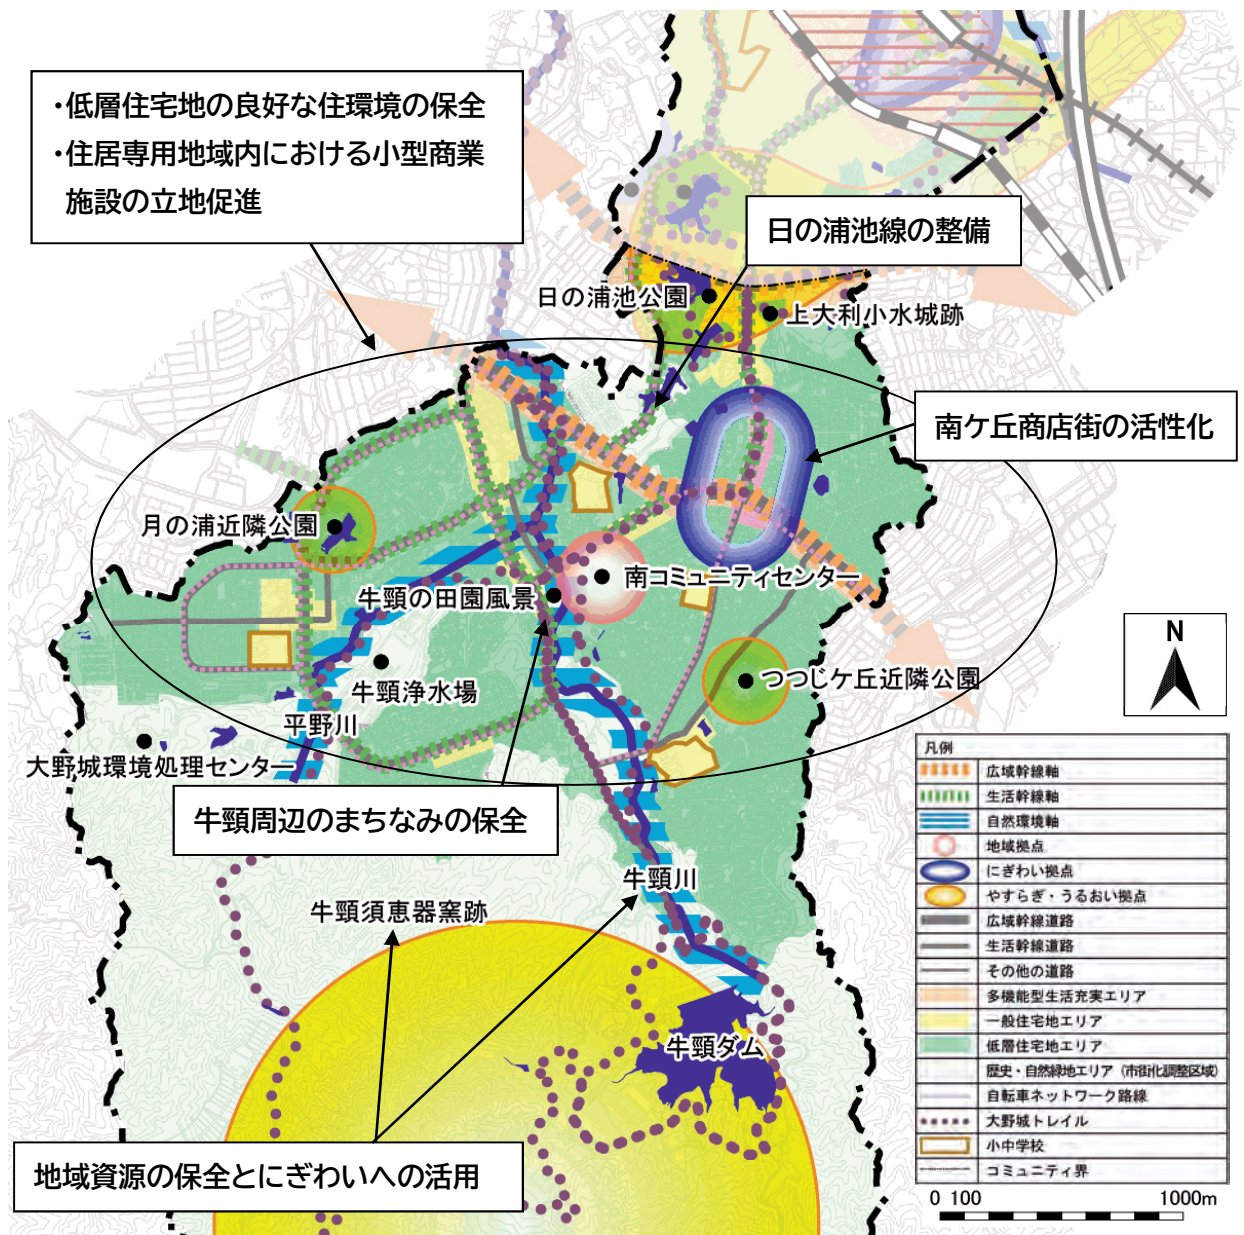 ・低層住宅地の良好な住環境の保全
・住居専用地域内における小型商業
施設の立地促進
日の浦池線の整備
日の浦池公園
上大利小水城跡
南ケ丘商店街の活性化
月の浦近隣公園
南コミュニティセンター
牛頸の田園風景
牛頸浄水場
つつじケ丘近隣公園
平野川
大野城環境処理センター
牛頸周辺のまちなみの保全
牛頸川
牛頸須恵器窯跡
牛頸ダム
地域資源の保全とにぎわいへの活用
N
凡例
広域幹線軸
生活幹線軸
自然環境軸
地域拠点
にぎわい拠点
やすらぎ・うるおい拠点
広域幹線道路
生活幹線道路
その他の道路
多機能型生活充実エリア
一般住宅地エリア
低層住宅地エリア
歴史・自然緑地エリア（市街化調整区域）
自転車ネットワーク路線
大野城トレイル
小中学校
コミュニティ界
0 100 1000m